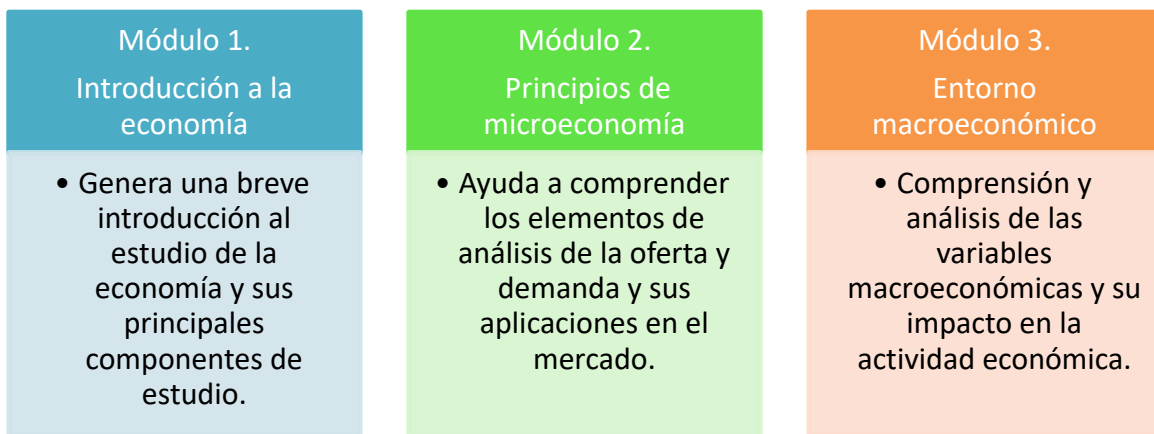 Módulo 1.
Introducción a la
economía
• Genera una breve
introducción al
estudio de la
economía y sus
principales
componentes de
estudio.
Módulo 2.
Principios de
microeconomía
• Ayuda a comprender
los elementos de
análisis de la oferta y
demanda y sus
aplicaciones en el
mercado.
Módulo 3.
Entorno
macroeconómico
• Comprensión y
análisis de las
variables
macroeconómicas y su
impacto en la
actividad económica.